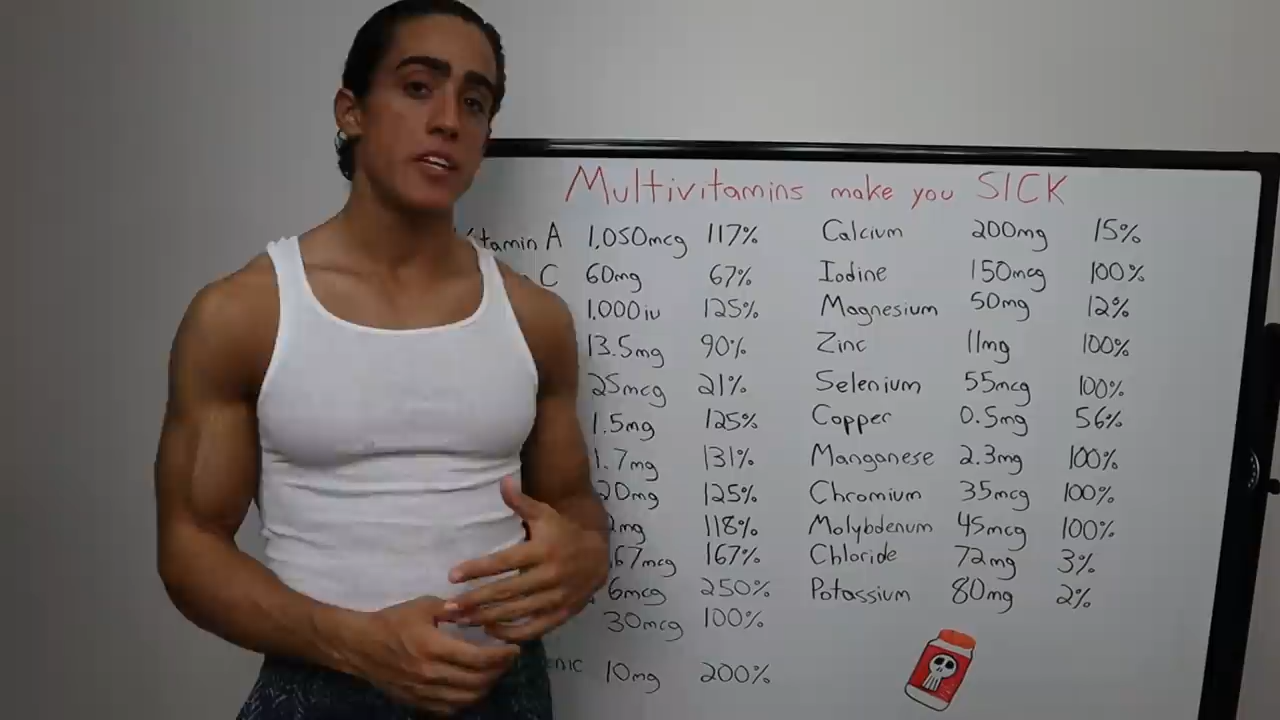 Multivitamins make you SICK
tamin A 1,050mcg 117% Calcium 200mg 15%
C 60mg 67% Iodine 150mcg 100%
1,000iu 125% Magnesium 50mg 12%
13.5mg 90% Zinc 11mg 100%
25mcg 21% Selenium 55mcg 100%
1.5mg 125% Copper 0.5mg 56%
1.7mg 131% Manganese 2.3mg 100%
20mg 125% Chromium 35mcg 100%
2mg 118% Molybdenum 45mcg 100%
67mcg 167% Chloride 72mg 3%
6mcg 250% Potassium 80mg 2%
30mcg 100%
enic 10mg 200%